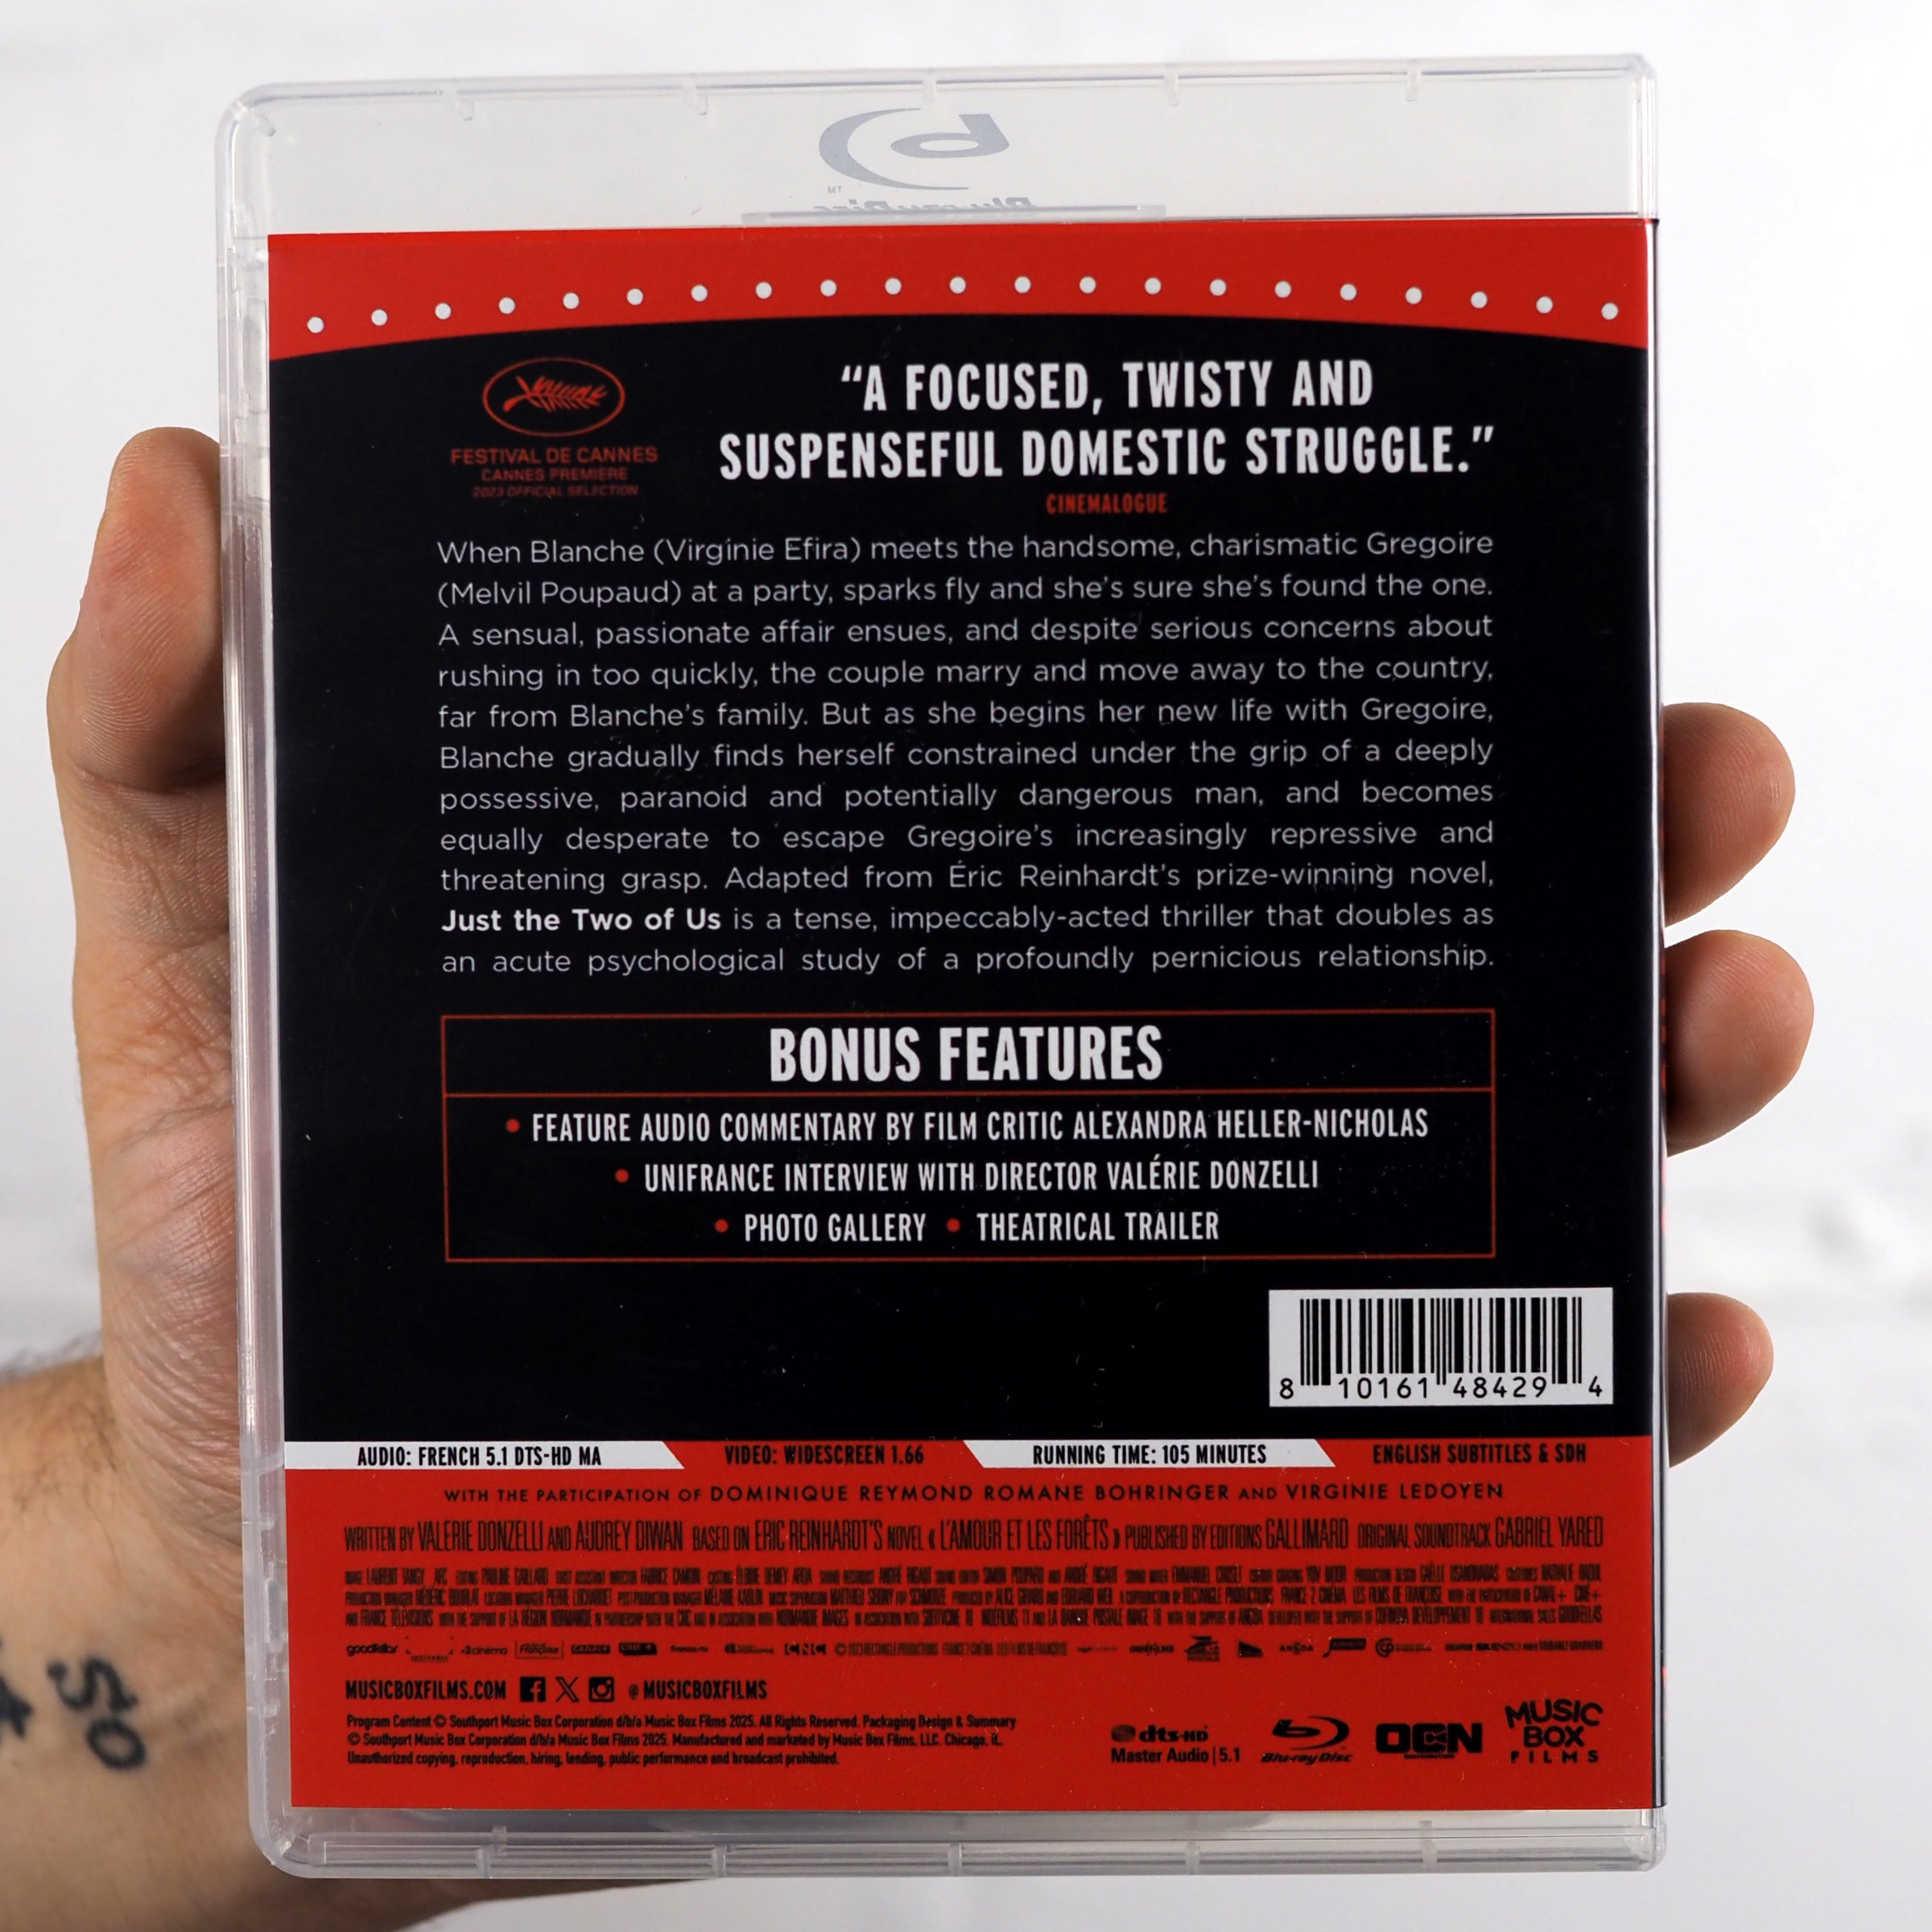 “A FOCUSED, TWISTY AND
SUSPENSEFUL DOMESTIC STRUGGLE.”
CINEMALOGUE
FESTIVAL DE CANNES
CANNES PREMIERE
2023 OFFICIAL SELECTION
When Blanche (Virginie Efira) meets the handsome, charismatic Gregoire
(Melvil Poupaud) at a party, sparks fly and she’s sure she’s found the one.
A sensual, passionate affair ensues, and despite serious concerns about
rushing in too quickly, the couple marry and move away to the country,
far from Blanche’s family. But as she begins her new life with Gregoire,
Blanche gradually finds herself constrained under the grip of a deeply
possessive, paranoid and potentially dangerous man, and becomes
equally desperate to escape Gregoire’s increasingly repressive and
threatening grasp. Adapted from Éric Reinhardt’s prize-winning novel,
Just the Two of Us is a tense, impeccably-acted thriller that doubles as
an acute psychological study of a profoundly pernicious relationship.
BONUS FEATURES
• FEATURE AUDIO COMMENTARY BY FILM CRITIC ALEXANDRA HELLER-NICHOLAS
• UNIFRANCE INTERVIEW WITH DIRECTOR VALÉRIE DONZELLI
• PHOTO GALLERY • THEATRICAL TRAILER
8 10161 48429 4
AUDIO: FRENCH 5.1 DTS-HD MA VIDEO: WIDESCREEN 1.66 RUNNING TIME: 105 MINUTES ENGLISH SUBTITLES & SDH
WITH THE PARTICIPATION OF DOMINIQUE REYMOND ROMANE BOHRINGER AND VIRGINIE LEDOYEN
WRITTEN BY VALERIE DONZELLI AND AUDREY DIWAN BASED ON ERIC REINHARDT’S NOVEL « L’AMOUR ET LES FORÊTS » PUBLISHED BY EDITIONS GALLIMARD ORIGINAL SOUNDTRACK GABRIEL YARED
MUSICBOXFILMS.COM @MUSICBOXFILMS
Program Content © Southport Music Box Corporation d/b/a Music Box Films 2025. All Rights Reserved. Packaging Design & Summary
© Southport Music Box Corporation d/b/a Music Box Films 2025. Manufactured and marketed by Music Box Films, LLC. Chicago, IL.
Unauthorized copying, reproduction, hiring, lending, public performance and broadcast prohibited.
dts-HD
Master Audio | 5.1
Blu-ray Disc
OCN
MUSIC
BOX
FILMS